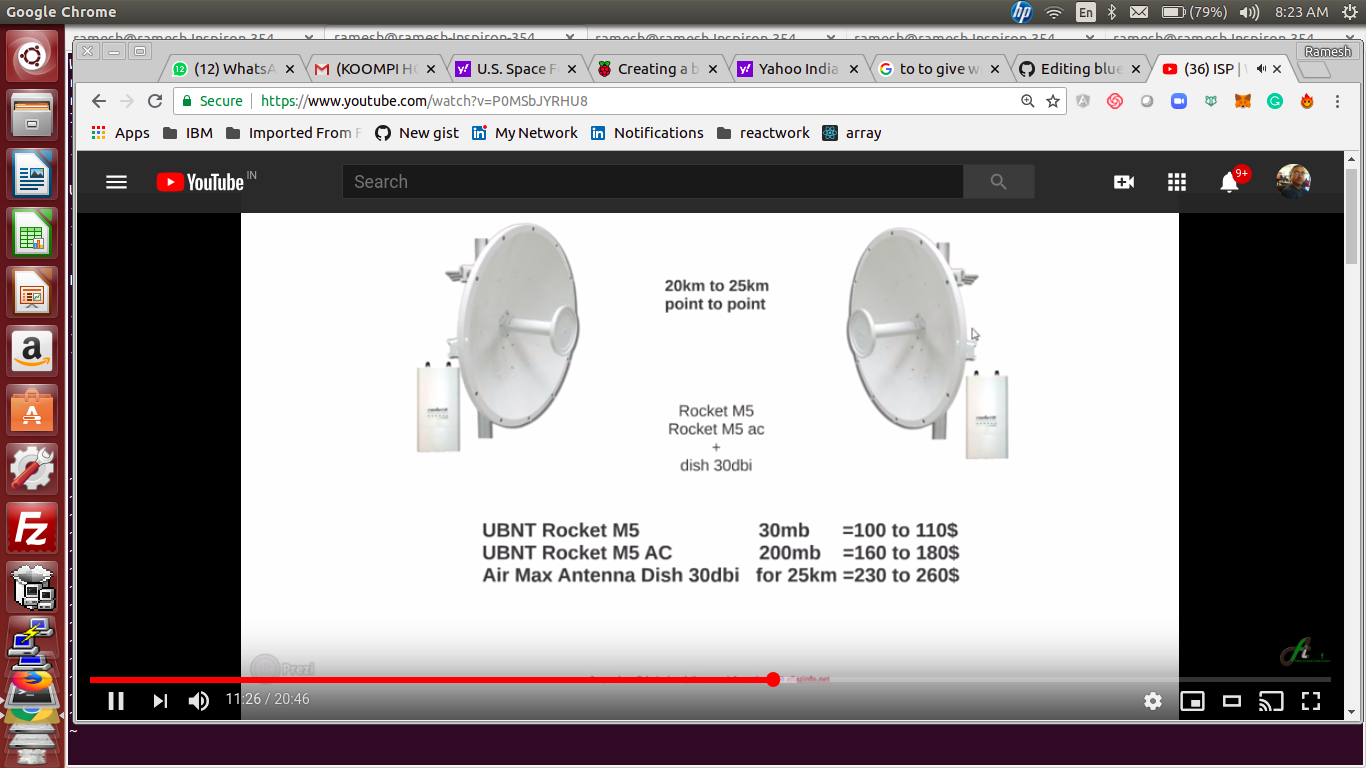 Google Chrome
En
(79%)
8:23 AM
ramesh@ramesh-Inspiron-354
ramesh@ramesh-Inspiron-354
ramesh@ramesh-Inspiron-354
ramesh@ramesh-Inspiron-354
ramesh@ramesh-Inspiron-354
Ramesh
(12) WhatsA
(KOOMPI HO
U.S. Space F
Creating a b
Yahoo India
to to give w
Editing blue
(36) ISP |
Secure
https://www.youtube.com/watch?v=P0MSbJYRHU8
Apps
IBM
Imported From F
New gist
My Network
Notifications
reactwork
array
YouTube IN
Search
9+
20km to 25km
point to point
Rocket M5
Rocket M5 ac
+
dish 30dbi
UBNT Rocket M5 30mb =100 to 110$
UBNT Rocket M5 AC 200mb =160 to 180$
Air Max Antenna Dish 30dbi for 25km =230 to 260$
Prezi
11:26 / 20:46
~